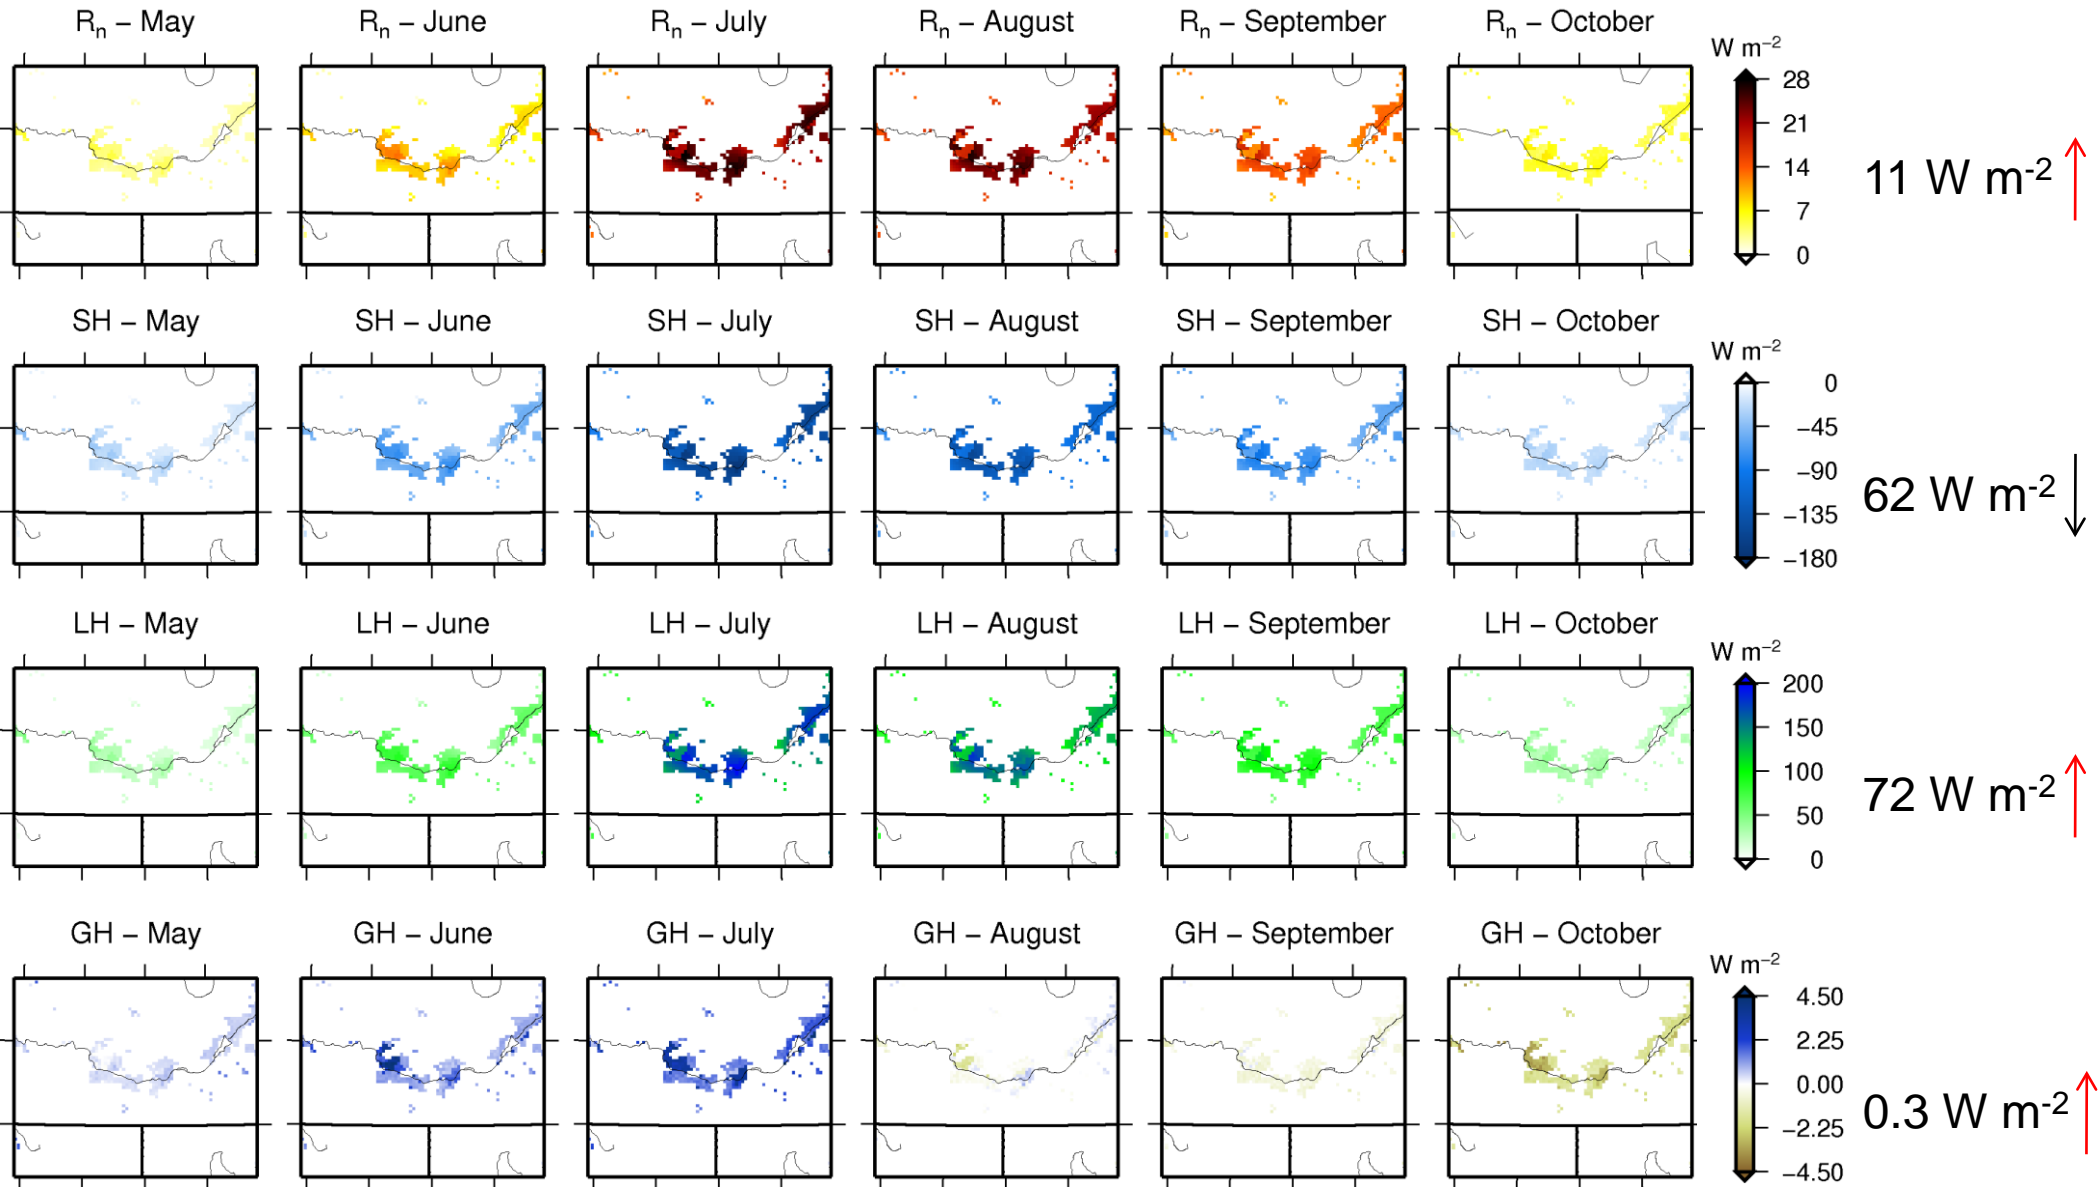 Rn – May
Rn – June
Rn – July
Rn – August
Rn – September
Rn – October
W m−2
28
21
14
7
0
11 W m-2
SH – May
SH – June
SH – July
SH – August
SH – September
SH – October
W m−2
0
−45
−90
−135
−180
62 W m-2
LH – May
LH – June
LH – July
LH – August
LH – September
LH – October
W m−2
200
150
100
50
0
72 W m-2
GH – May
GH – June
GH – July
GH – August
GH – September
GH – October
W m−2
4.50
2.25
0.00
−2.25
−4.50
0.3 W m-2